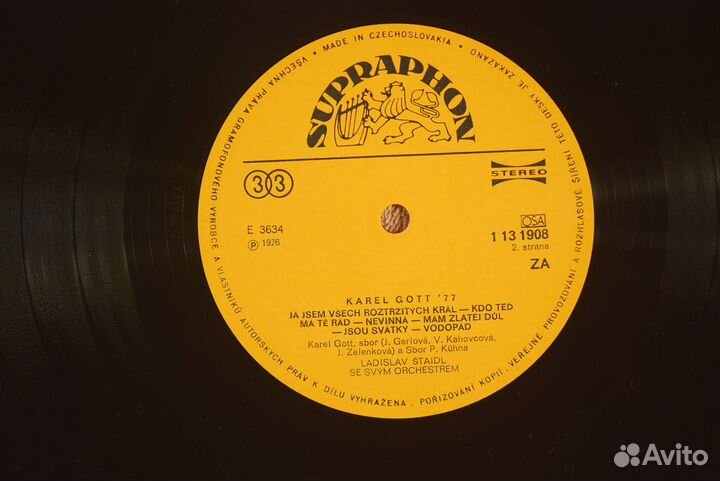 • MADE IN CZECHOSLOVAKIA • VŠECHNA PRÁVA GRAMOFONOVÉHO VÝROBCE A VLASTNÍKŮ AUTORSKÝCH PRÁV K DÍLU VYHRAŽENA. POŘIZOVÁNÍ KOPIÍ, VEŘEJNÉ PROVOZOVÁNÍ A ROZHLASOVÉ ŠÍŘENÍ TÉTO DESKY JE ZAKÁZÁNO
SUPRAPHON
33
STEREO
E 3634
Ⓟ 1976
OSA
1 13 1908
2. strana
ZA
KAREL GOTT '77
JÁ JSEM VŠECH ROZTRŽITÝCH KRÁL — KDO TEĎ
MÁ TĚ RÁD — NEVINNÁ — MÁM ZLATEJ DŮL
— JSOU SVÁTKY — VODOPÁD
Karel Gott, sbor (J. Gerlová, V. Kahovcová,
J. Zelenková) a Sbor P. Kühna
LADISLAV ŠTAIDL
SE SVÝM ORCHESTREM
Avito